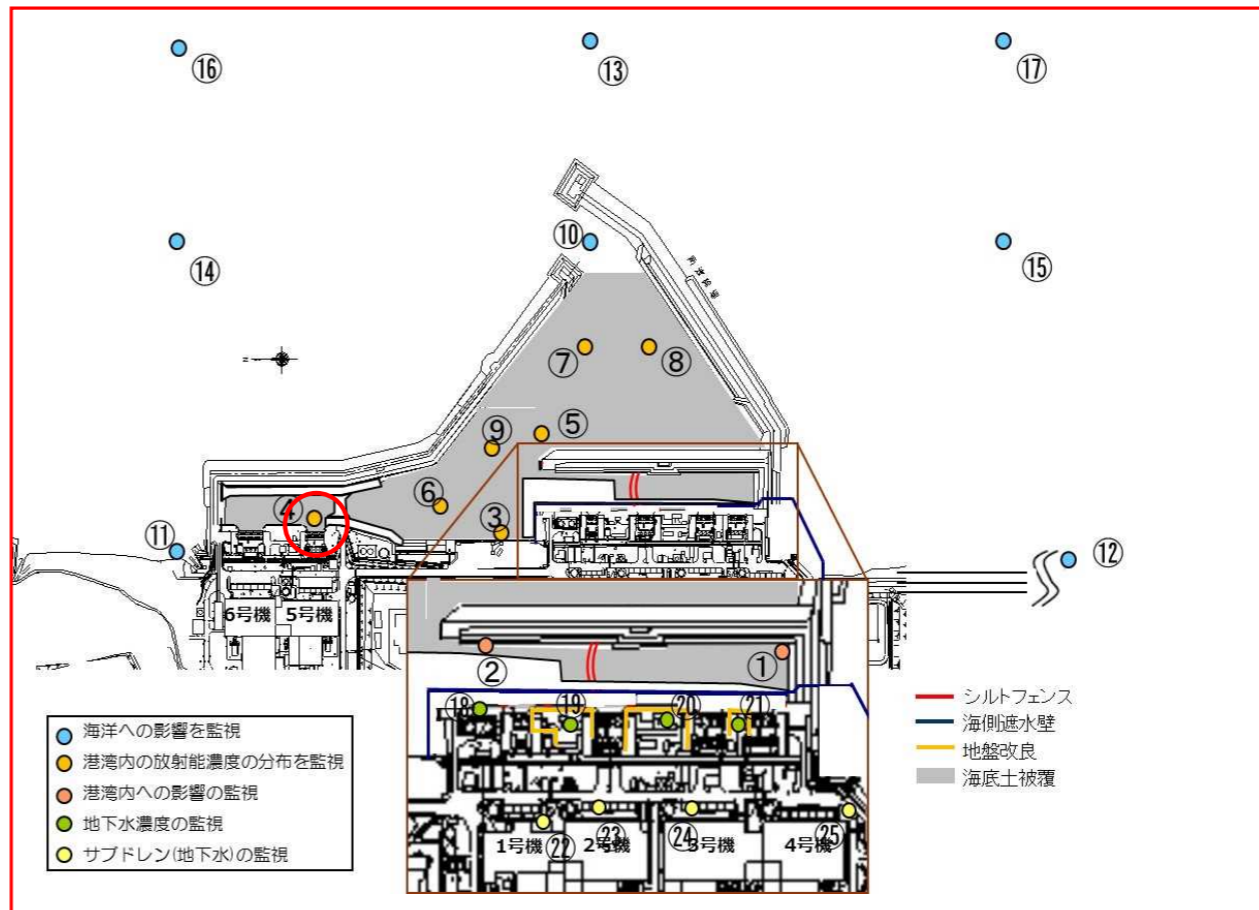 ⑯
⑬
⑰
⑭
⑩
⑮
⑦
⑧
⑨
⑤
④
⑥
③
⑪
⑫
6号機
5号機
②
①
⑱
⑲
⑳
㉑
1号機
㉒
㉓
2号機
㉔
3号機
4号機
㉕
海洋への影響を監視
港湾内の放射能濃度の分布を監視
港湾内への影響の監視
地下水濃度の監視
サブドレン(地下水)の監視
シルトフェンス
海側遮水壁
地盤改良
海底土被覆